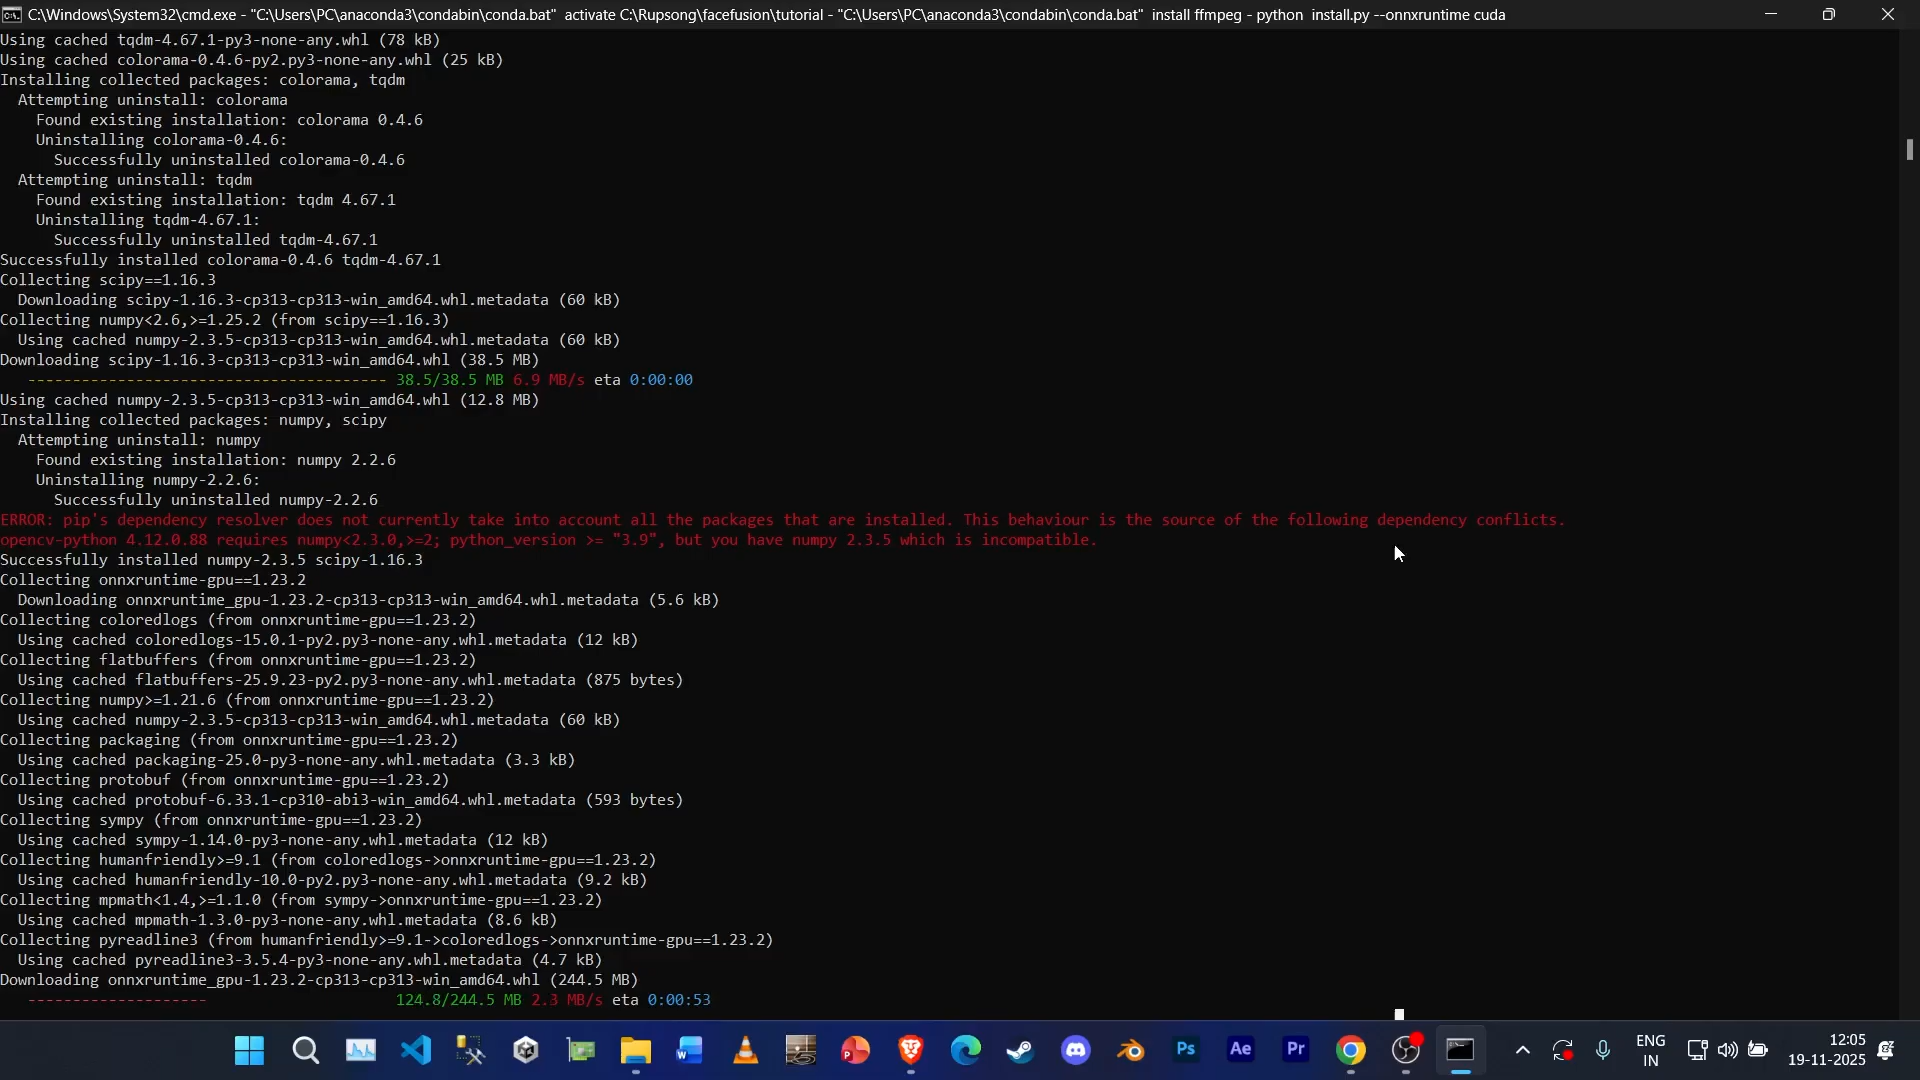 C:\Windows\System32\cmd.exe - "C:\Users\PC\anaconda3\condabin\conda.bat"  activate C:\Rupsong\facefusion\tutorial - "C:\Users\PC\anaconda3\condabin\conda.bat"  install ffmpeg - python  install.py --onnxruntime cuda
Using cached tqdm-4.67.1-py3-none-any.whl (78 kB)
Using cached colorama-0.4.6-py2.py3-none-any.whl (25 kB)
Installing collected packages: colorama, tqdm
  Attempting uninstall: colorama
    Found existing installation: colorama 0.4.6
    Uninstalling colorama-0.4.6:
      Successfully uninstalled colorama-0.4.6
  Attempting uninstall: tqdm
    Found existing installation: tqdm 4.67.1
    Uninstalling tqdm-4.67.1:
      Successfully uninstalled tqdm-4.67.1
Successfully installed colorama-0.4.6 tqdm-4.67.1
Collecting scipy==1.16.3
  Downloading scipy-1.16.3-cp313-cp313-win_amd64.whl.metadata (60 kB)
Collecting numpy<2.6,>=1.25.2 (from scipy==1.16.3)
  Using cached numpy-2.3.5-cp313-cp313-win_amd64.whl.metadata (60 kB)
Downloading scipy-1.16.3-cp313-cp313-win_amd64.whl (38.5 MB)
   ---------------------------------------- 38.5/38.5 MB 6.9 MB/s eta 0:00:00
Using cached numpy-2.3.5-cp313-cp313-win_amd64.whl (12.8 MB)
Installing collected packages: numpy, scipy
  Attempting uninstall: numpy
    Found existing installation: numpy 2.2.6
    Uninstalling numpy-2.2.6:
      Successfully uninstalled numpy-2.2.6
ERROR: pip's dependency resolver does not currently take into account all the packages that are installed. This behaviour is the source of the following dependency conflicts.
opencv-python 4.12.0.88 requires numpy<2.3.0,>=2; python_version >= "3.9", but you have numpy 2.3.5 which is incompatible.
Successfully installed numpy-2.3.5 scipy-1.16.3
Collecting onnxruntime-gpu==1.23.2
  Downloading onnxruntime_gpu-1.23.2-cp313-cp313-win_amd64.whl.metadata (5.6 kB)
Collecting coloredlogs (from onnxruntime-gpu==1.23.2)
  Using cached coloredlogs-15.0.1-py2.py3-none-any.whl.metadata (12 kB)
Collecting flatbuffers (from onnxruntime-gpu==1.23.2)
  Using cached flatbuffers-25.9.23-py2.py3-none-any.whl.metadata (875 bytes)
Collecting numpy>=1.21.6 (from onnxruntime-gpu==1.23.2)
  Using cached numpy-2.3.5-cp313-cp313-win_amd64.whl.metadata (60 kB)
Collecting packaging (from onnxruntime-gpu==1.23.2)
  Using cached packaging-25.0-py3-none-any.whl.metadata (3.3 kB)
Collecting protobuf (from onnxruntime-gpu==1.23.2)
  Using cached protobuf-6.33.1-cp310-abi3-win_amd64.whl.metadata (593 bytes)
Collecting sympy (from onnxruntime-gpu==1.23.2)
  Using cached sympy-1.14.0-py3-none-any.whl.metadata (12 kB)
Collecting humanfriendly>=9.1 (from coloredlogs->onnxruntime-gpu==1.23.2)
  Using cached humanfriendly-10.0-py2.py3-none-any.whl.metadata (9.2 kB)
Collecting mpmath<1.4,>=1.1.0 (from sympy->onnxruntime-gpu==1.23.2)
  Using cached mpmath-1.3.0-py3-none-any.whl.metadata (8.6 kB)
Collecting pyreadline3 (from humanfriendly>=9.1->coloredlogs->onnxruntime-gpu==1.23.2)
  Using cached pyreadline3-3.5.4-py3-none-any.whl.metadata (4.7 kB)
Downloading onnxruntime_gpu-1.23.2-cp313-cp313-win_amd64.whl (244.5 MB)
   --------------------                     124.8/244.5 MB 2.3 MB/s eta 0:00:53
Ps Ae Pr
ENG
IN
12:05
19-11-2025